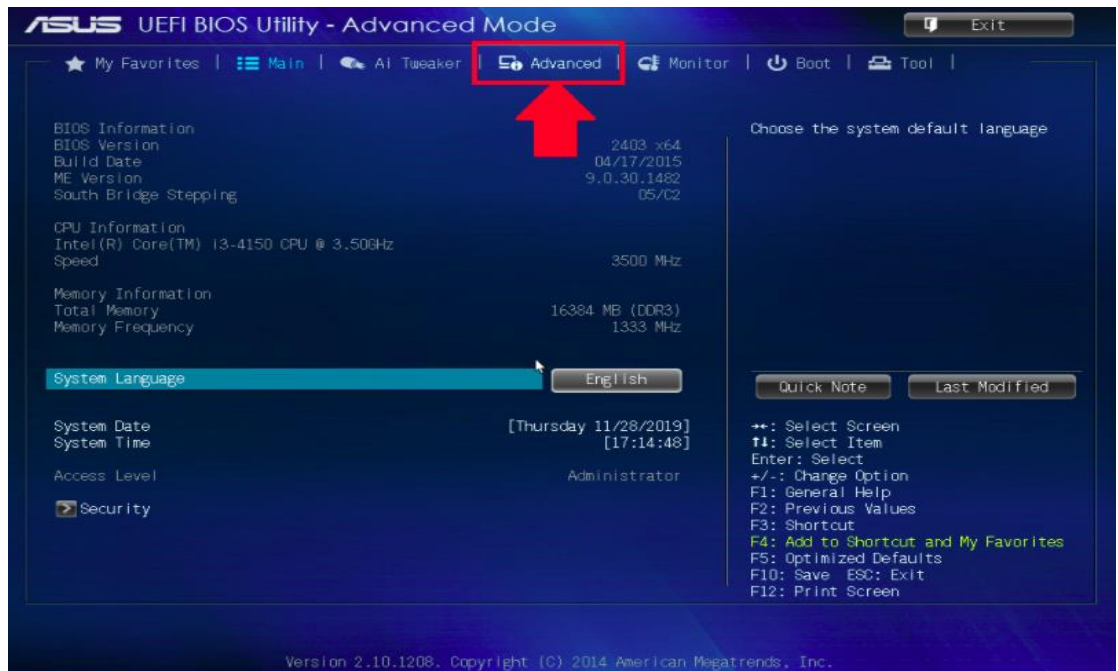 ASUS UEFI BIOS Utility - Advanced Mode
Exit
My Favorites | Main | Ai Tweaker | Advanced | Monitor | Boot | Tool |
BIOS Information
BIOS Version 2403 x64
Build Date 04/17/2015
ME Version 9.0.30.1482
South Bridge Stepping 05/C2
CPU Information
Intel(R) Core(TM) i3-4150 CPU @ 3.50GHz
Speed 3500 MHz
Memory Information
Total Memory 16384 MB (DDR3)
Memory Frequency 1333 MHz
System Language English
System Date [Thursday 11/28/2019]
System Time [17:14:48]
Access Level Administrator
Security
Choose the system default language
Quick Note Last Modified
→←: Select Screen
↑↓: Select Item
Enter: Select
+/-: Change Option
F1: General Help
F2: Previous Values
F3: Shortcut
F4: Add to Shortcut and My Favorites
F5: Optimized Defaults
F10: Save ESC: Exit
F12: Print Screen
Version 2.10.1208. Copyright (C) 2014 American Megatrends, Inc.